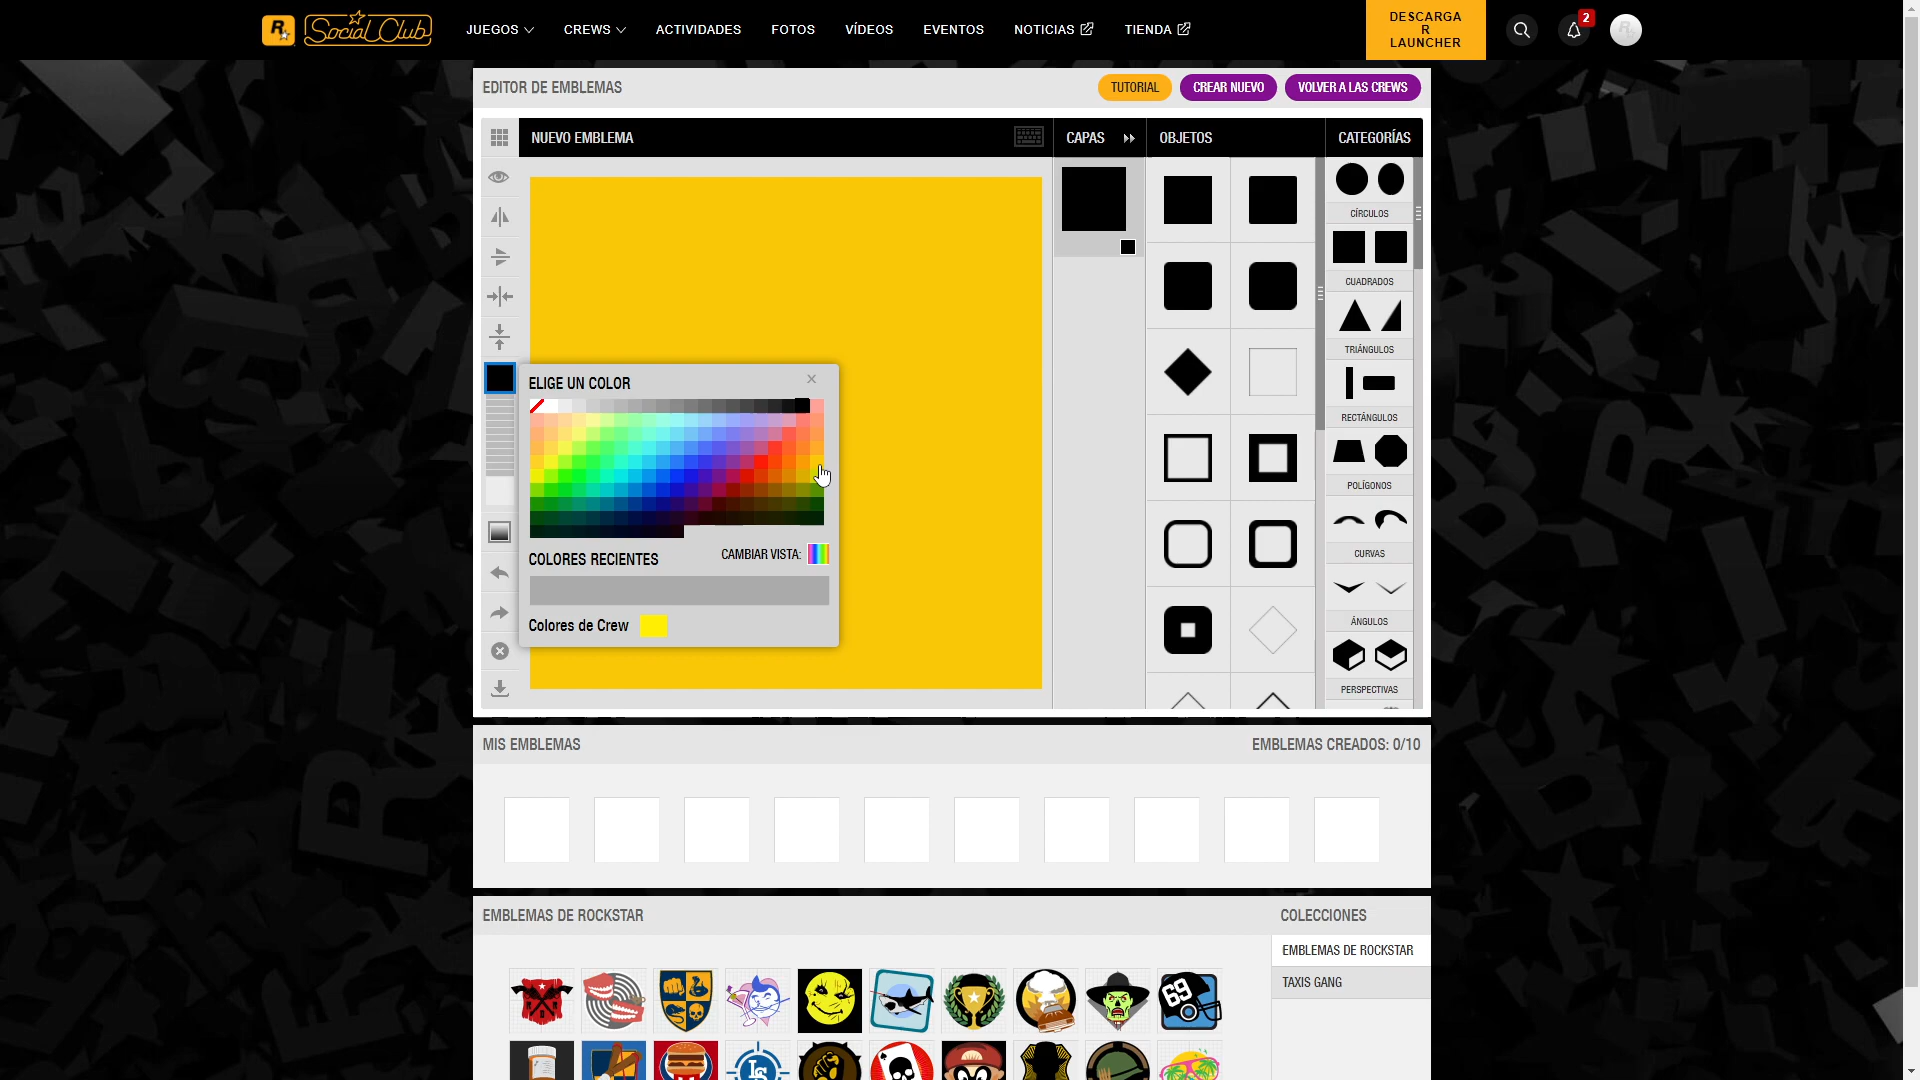 R
Social Club
JUEGOS
CREWS
ACTIVIDADES
FOTOS
VÍDEOS
EVENTOS
NOTICIAS
TIENDA
DESCARGA
R
LAUNCHER
2
EDITOR DE EMBLEMAS
TUTORIAL
CREAR NUEVO
VOLVER A LAS CREWS
NUEVO EMBLEMA
CAPAS
OBJETOS
CATEGORÍAS
CÍRCULOS
CUADRADOS
TRIÁNGULOS
RECTÁNGULOS
POLÍGONOS
CURVAS
ÁNGULOS
PERSPECTIVAS
ELIGE UN COLOR
COLORES RECIENTES
CAMBIAR VISTA:
Colores de Crew
MIS EMBLEMAS
EMBLEMAS CREADOS: 0/10
EMBLEMAS DE ROCKSTAR
COLECCIONES
EMBLEMAS DE ROCKSTAR
TAXIS GANG
69
LS